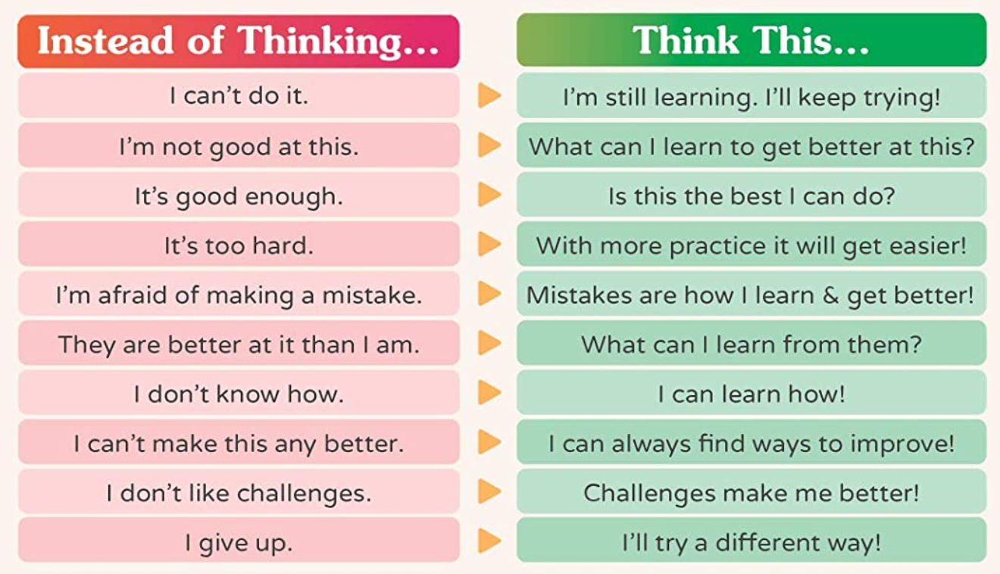 Instead of Thinking...
Think This...
I can't do it.
I'm still learning. I'll keep trying!
I'm not good at this.
What can I learn to get better at this?
It's good enough.
Is this the best I can do?
It's too hard.
With more practice it will get easier!
I'm afraid of making a mistake.
Mistakes are how I learn & get better!
They are better at it than I am.
What can I learn from them?
I don't know how.
I can learn how!
I can't make this any better.
I can always find ways to improve!
I don't like challenges.
Challenges make me better!
I give up.
I'll try a different way!